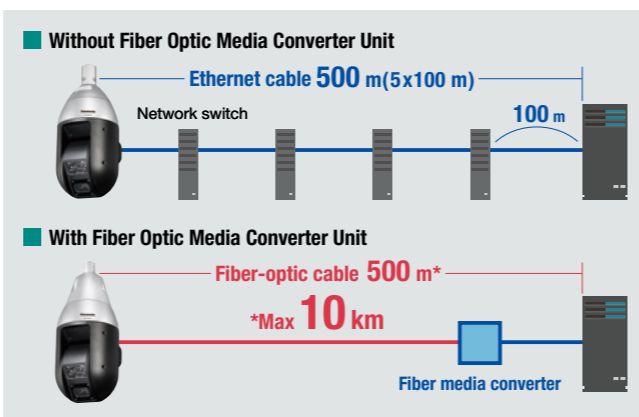 Without Fiber Optic Media Converter Unit
Ethernet cable 500 m(5x100 m)
Network switch
100 m
With Fiber Optic Media Converter Unit
Fiber-optic cable 500 m*
*Max 10 km
Fiber media converter